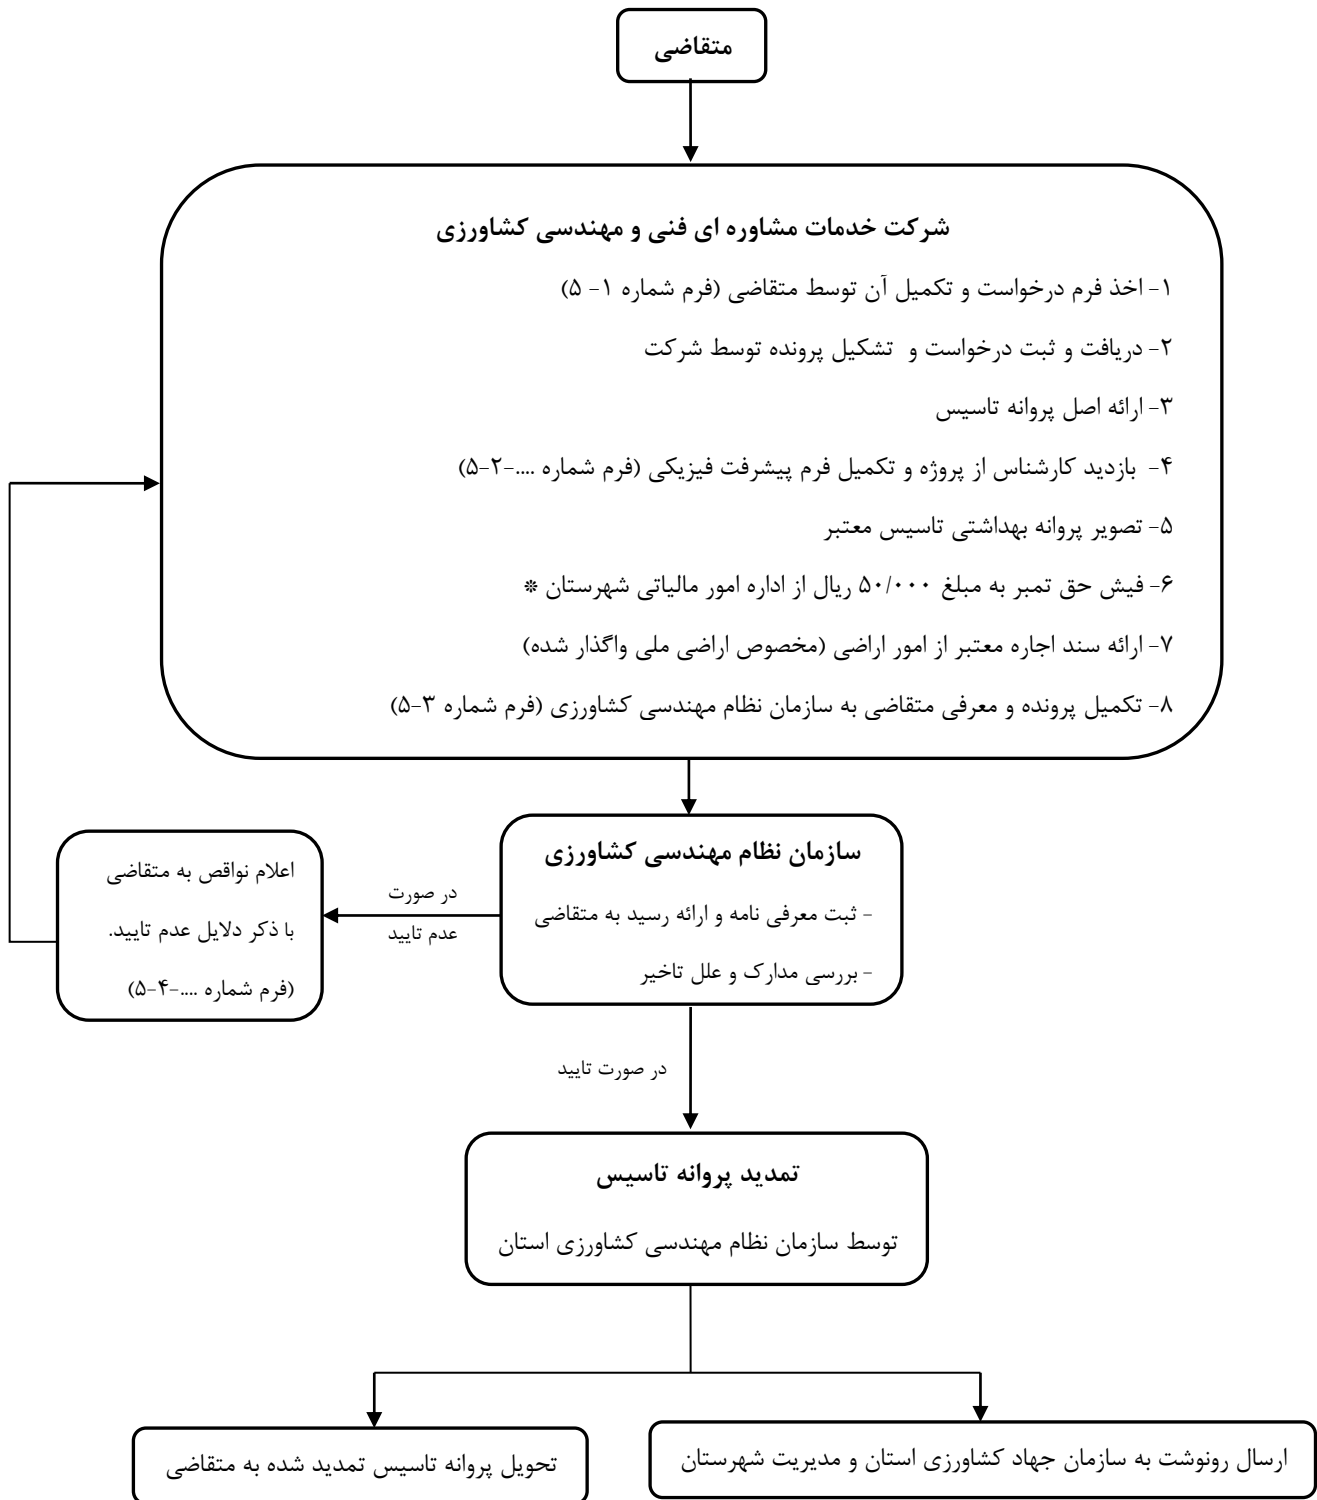 متقاضی
شرکت خدمات مشاوره ای فنی و مهندسی کشاورزی
۱- اخذ فرم درخواست و تکمیل آن توسط متقاضی (فرم شماره ۱- ۵)
۲- دریافت و ثبت درخواست و تشکیل پرونده توسط شرکت
۳- ارائه اصل پروانه تاسیس
۴- بازدید کارشناس از پروژه و تکمیل فرم پیشرفت فیزیکی (فرم شماره ....-۲-۵)
۵- تصویر پروانه بهداشتی تاسیس معتبر
۶- فیش حق تمبر به مبلغ ۵۰/۰۰۰ ریال از اداره امور مالیاتی شهرستان *
۷- ارائه سند اجاره معتبر از امور اراضی (مخصوص اراضی ملی واگذار شده)
۸- تکمیل پرونده و معرفی متقاضی به سازمان نظام مهندسی کشاورزی (فرم شماره ۳-۵)
سازمان نظام مهندسی کشاورزی
- ثبت معرفی نامه و ارائه رسید به متقاضی
- بررسی مدارک و علل تاخیر
در صورت
عدم تایید
اعلام نواقص به متقاضی
با ذکر دلایل عدم تایید.
(فرم شماره ....-۴-۵)
در صورت تایید
تمدید پروانه تاسیس
توسط سازمان نظام مهندسی کشاورزی استان
ارسال رونوشت به سازمان جهاد کشاورزی استان و مدیریت شهرستان
تحویل پروانه تاسیس تمدید شده به متقاضی